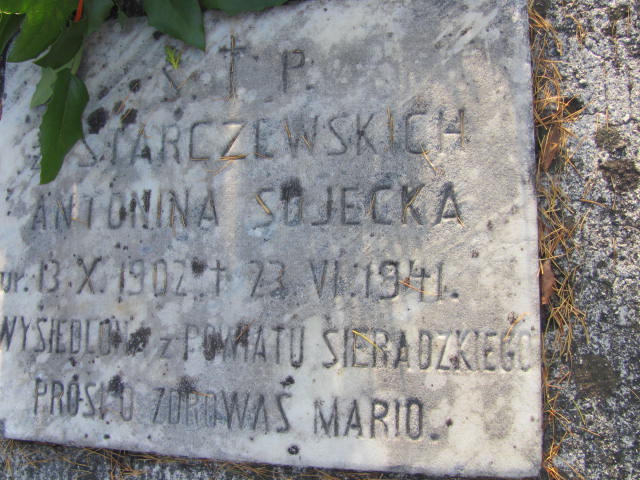 Ś † P.
z STARCZEWSKICH
ANTONINA SOJECKA
ur. 13. X. 1902. † 23. VI. 1941.
WYSIEDLONA z POWIATU SIERADZKIEGO
PROSI O ZDROWAŚ MARIO.